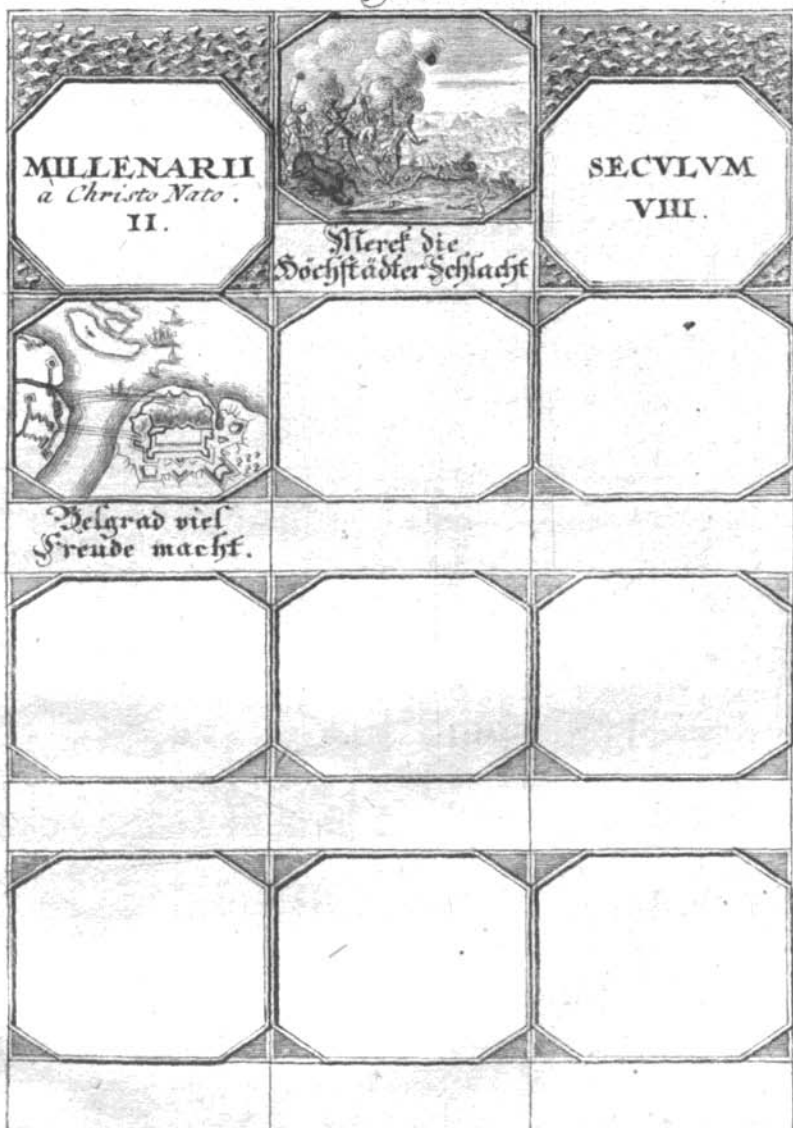 MILLENARII
à Christo Nato.
II.
Merck die
Höchstädter Schlacht
SECVLVM
VIII.
Belgrad viel
Freude macht.